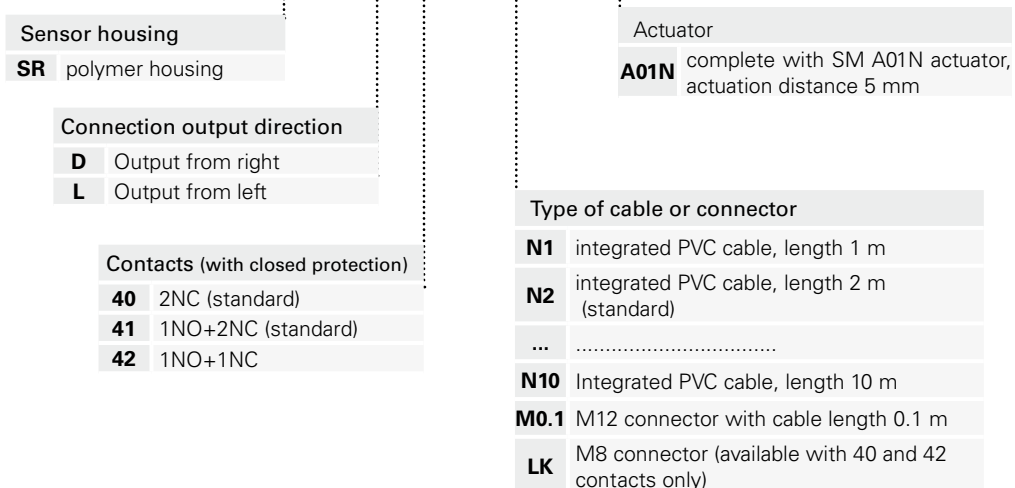 Sensor housing
SR polymer housing
Connection output direction
D Output from right
L Output from left
Contacts (with closed protection)
40 2NC (standard)
41 1NO+2NC (standard)
42 1NO+1NC
Actuator
A01N complete with SM A01N actuator,
actuation distance 5 mm
Type of cable or connector
N1 integrated PVC cable, length 1 m
N2 integrated PVC cable, length 2 m
(standard)
... ..................................
N10 Integrated PVC cable, length 10 m
M0.1 M12 connector with cable length 0.1 m
LK M8 connector (available with 40 and 42
contacts only)